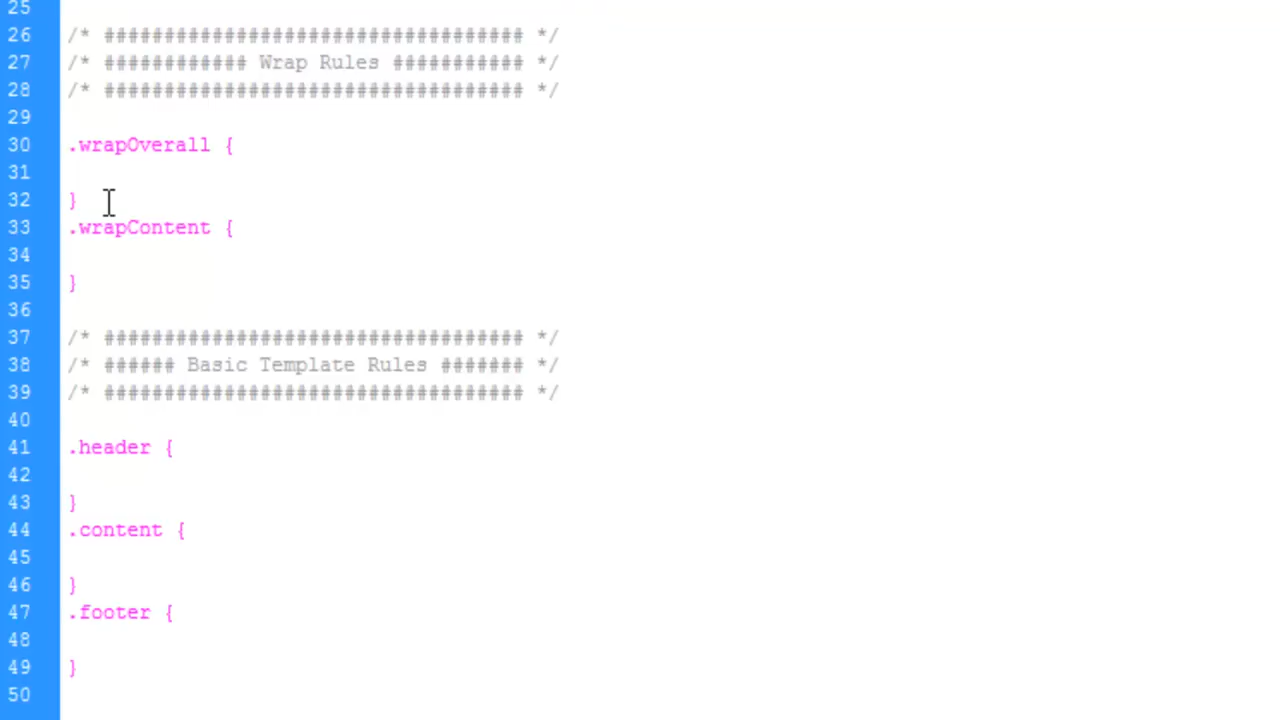 25
26 /* ################################### */
27 /* ############ Wrap Rules ########### */
28 /* ################################### */
29
30 .wrapOverall {
31
32 }
33 .wrapContent {
34
35 }
36
37 /* ################################### */
38 /* ###### Basic Template Rules ####### */
39 /* ################################### */
40
41 .header {
42
43 }
44 .content {
45
46 }
47 .footer {
48
49 }
50